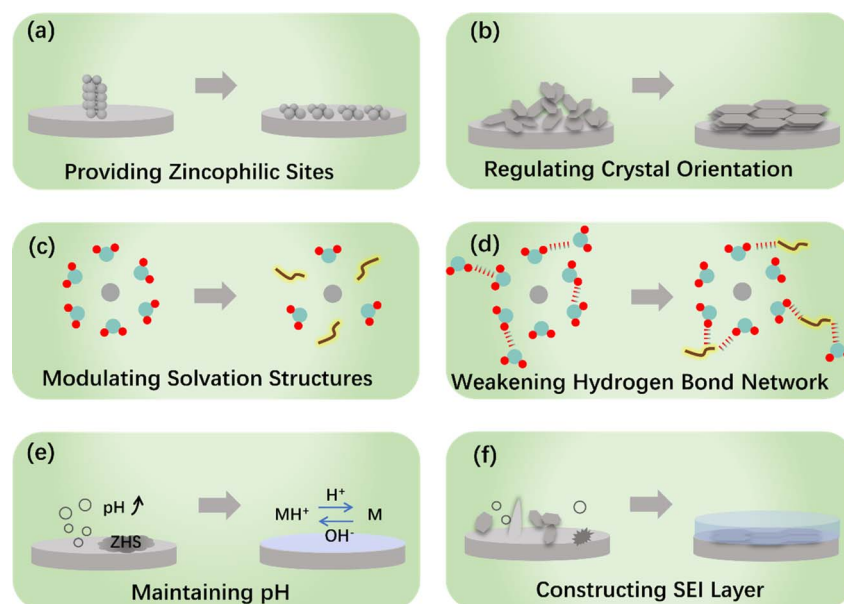 (a)
Providing Zincophilic Sites
(b)
Regulating Crystal Orientation
(c)
Modulating Solvation Structures
(d)
Weakening Hydrogen Bond Network
(e)
pH
ZHS
H⁺
MH⁺ M
OH⁻
Maintaining pH
(f)
Constructing SEI Layer